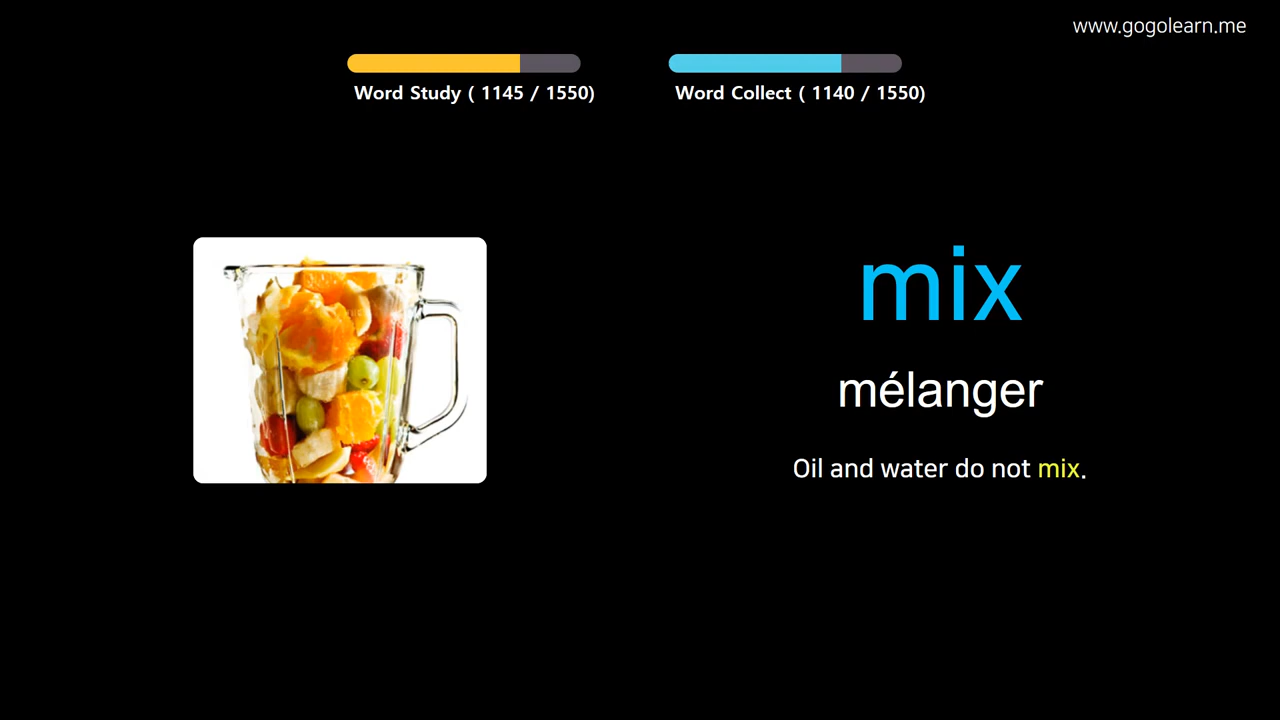 www.gogolearn.me
Word Study ( 1145 / 1550)
Word Collect ( 1140 / 1550)
mix
mélanger
Oil and water do not mix.